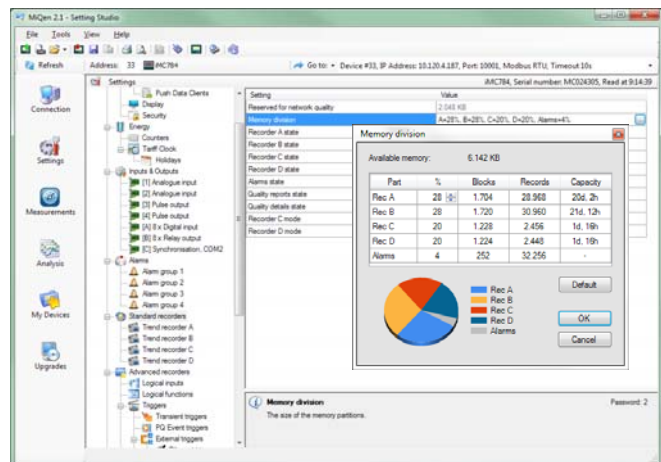 MiQen 2.1 - Setting Studio
File Tools View Help
Refresh Address: 33 MC784 Go to: Device #33, IP Address: 10.120.4.187, Port: 10001, Modbus RTU, Timeout 10s
Connection
Settings
Measurements
Analysis
My Devices
Upgrades
Settings
Push Data Clients
Display
Security
Energy
Counters
Tariff Clock
Holidays
Inputs & Outputs
[1] Analogue input
[2] Analogue input
[3] Pulse output
[4] Pulse output
[A] 8 x Digital input
[B] 8 x Relay output
[C] Synchronisation, COM2
Alarms
Alarm group 1
Alarm group 2
Alarm group 3
Alarm group 4
Standard recorders
Trend recorder A
Trend recorder B
Trend recorder C
Trend recorder D
Advanced recorders
Logical inputs
Logical functions
Triggers
Transient triggers
PQ Event triggers
External triggers
iMC784, Serial number: MC024305, Read at 9:14:39
Setting Value
Reserved for network quality 2.048 KB
Memory division A=28%, B=28%, C=20%, D=20%, Alarms=4%
Recorder A state
Recorder B state
Recorder C state
Recorder D state
Alarms state
Quality reports state
Quality details state
Recorder C mode
Recorder D mode
Memory division
Available memory: 6.142 KB
Part % Blocks Records Capacity
Rec A 28 1.704 28.968 20d, 2h
Rec B 28 1.720 30.960 21d, 12h
Rec C 20 1.228 2.456 1d, 16h
Rec D 20 1.224 2.448 1d, 16h
Alarms 4 252 32.256 -
Rec A
Rec B
Rec C
Rec D
Alarms
Default
OK
Cancel
Memory division Password: 2
The size of the memory partitions.